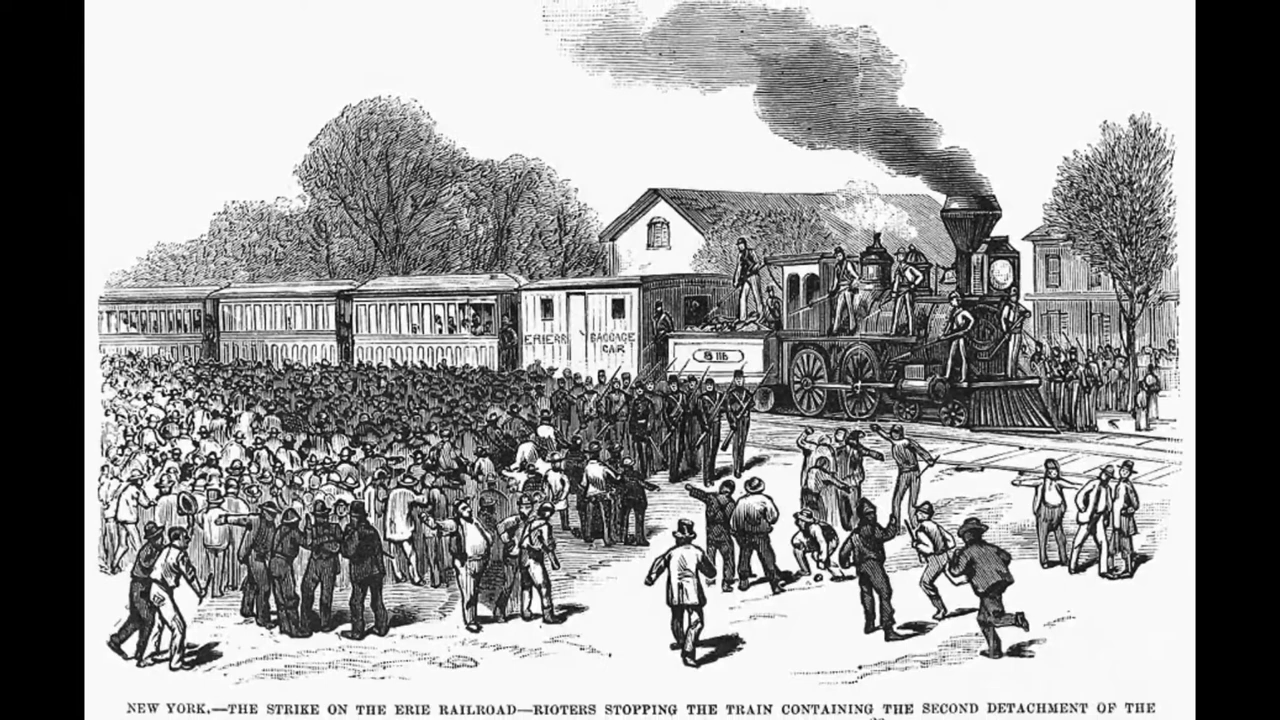 ERIE RR
BAGGAGE
CAR
NEW YORK.—THE STRIKE ON THE ERIE RAILROAD—RIOTERS STOPPING THE TRAIN CONTAINING THE SECOND DETACHMENT OF THE